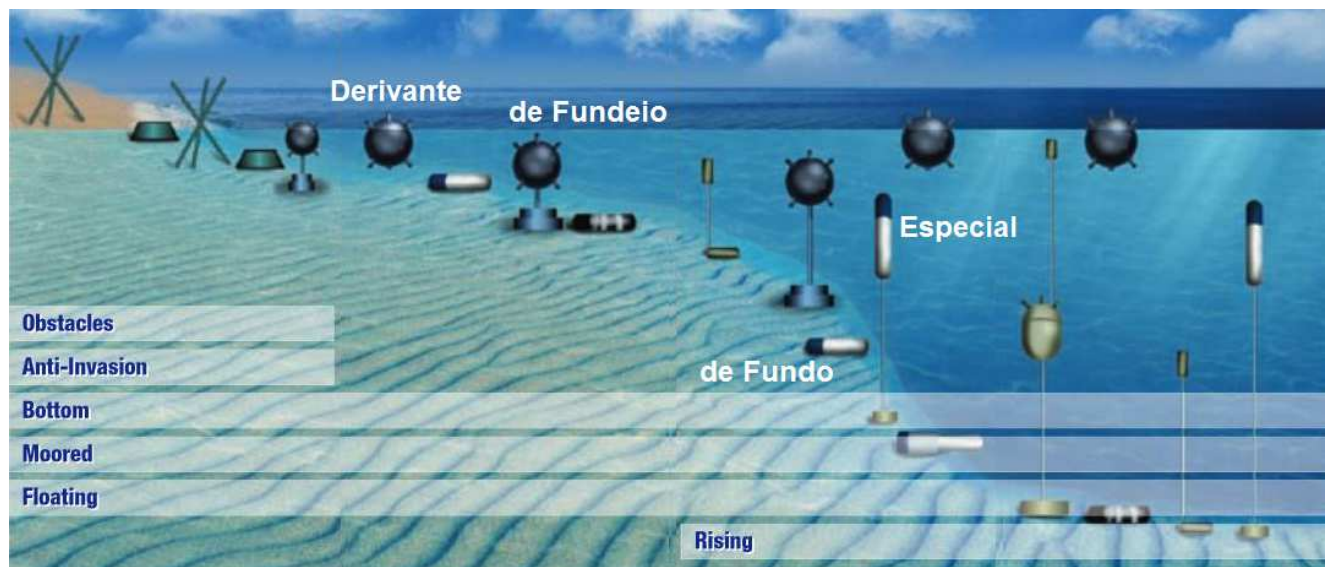 Derivante
de Fundeio
Especial
de Fundo
Obstacles
Anti-Invasion
Bottom
Moored
Floating
Rising